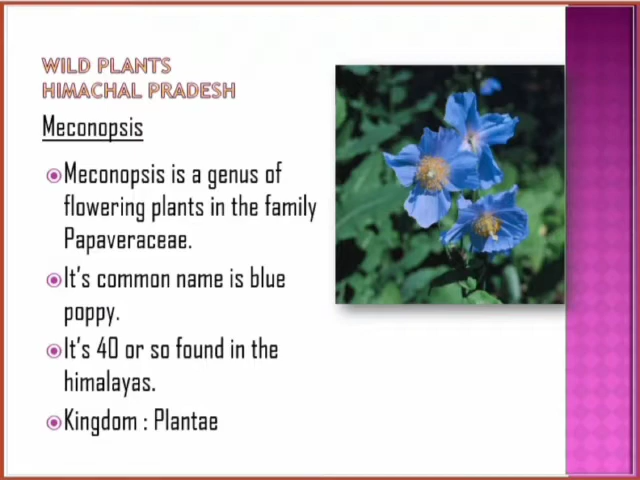 WILD PLANTS
HIMACHAL PRADESH
Meconopsis
Meconopsis is a genus of
flowering plants in the family
Papaveraceae.
It's common name is blue
poppy.
It's 40 or so found in the
himalayas.
Kingdom : Plantae